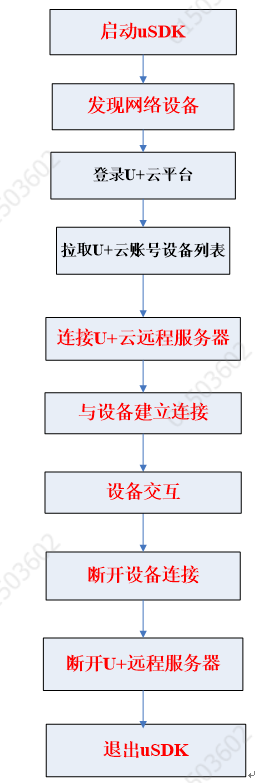 启动uSDK
发现网络设备
登录U+云平台
拉取U+云账号设备列表
连接U+云远程服务器
与设备建立连接
设备交互
断开设备连接
断开U+远程服务器
退出uSDK